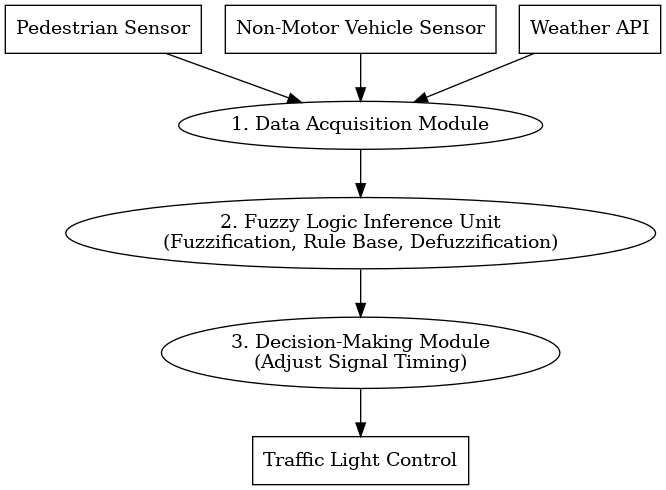 Pedestrian Sensor
Non-Motor Vehicle Sensor
Weather API
1. Data Acquisition Module
2. Fuzzy Logic Inference Unit
(Fuzzification, Rule Base, Defuzzification)
3. Decision-Making Module
(Adjust Signal Timing)
Traffic Light Control